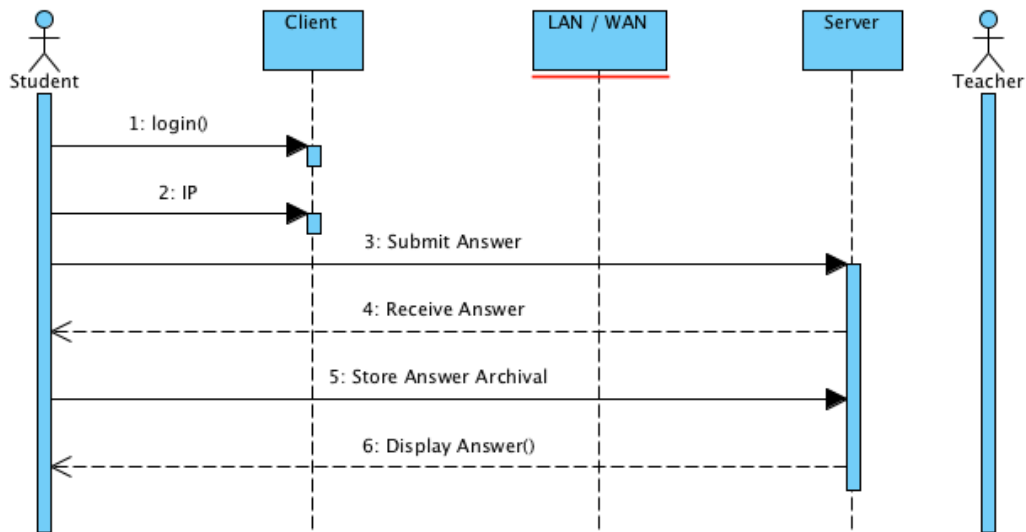 Client
LAN / WAN
Server
Student
Teacher
1: login()
2: IP
3: Submit Answer
4: Receive Answer
5: Store Answer Archival
6: Display Answer()